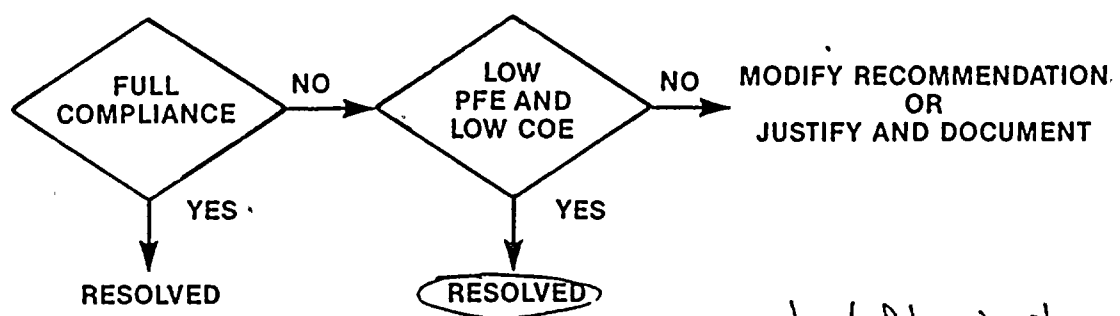 FULL
COMPLIANCE
NO
LOW
PFE AND
LOW COE
NO
MODIFY RECOMMENDATION
OR
JUSTIFY AND DOCUMENT
YES
YES
RESOLVED
RESOLVED